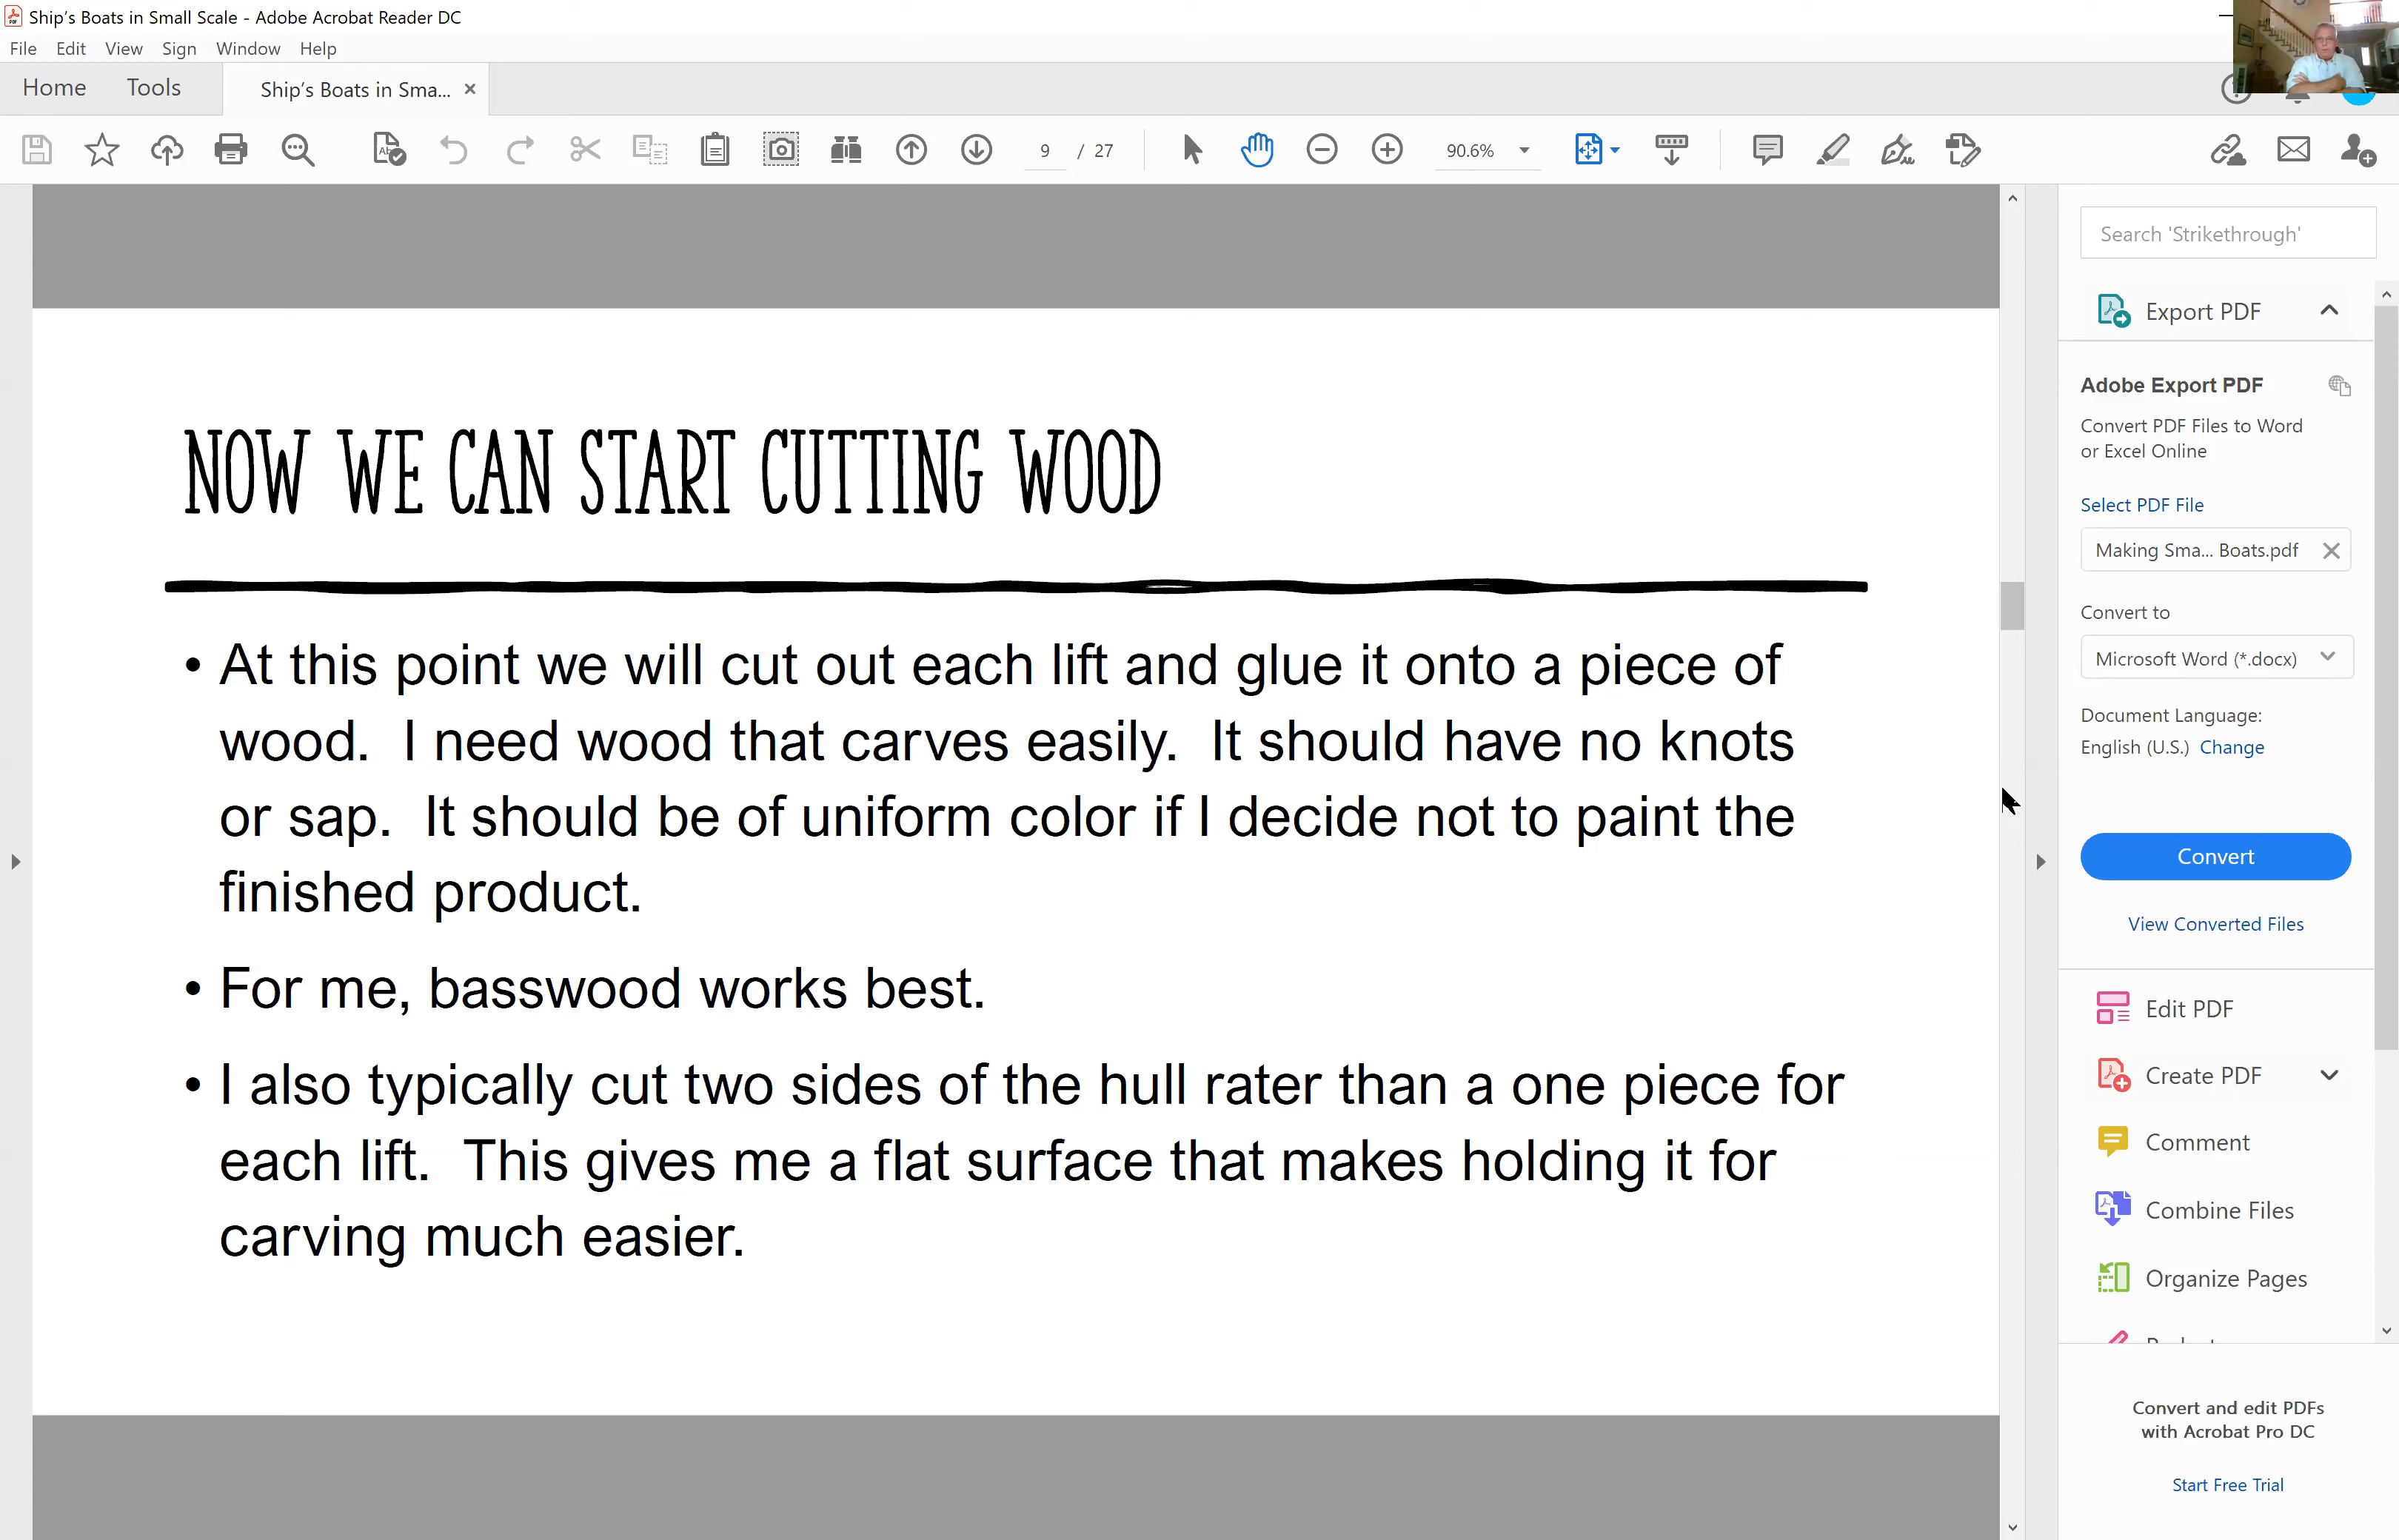 Ship's Boats in Small Scale - Adobe Acrobat Reader DC
File Edit View Sign Window Help
Home Tools Ship's Boats in Sma...
9 / 27 90.6%
Search 'Strikethrough'
Export PDF
Adobe Export PDF
Convert PDF Files to Word
or Excel Online
Select PDF File
Making Sma... Boats.pdf
Convert to
Microsoft Word (*.docx)
Document Language:
English (U.S.) Change
Convert
View Converted Files
Edit PDF
Create PDF
Comment
Combine Files
Organize Pages
Convert and edit PDFs
with Acrobat Pro DC
Start Free Trial
NOW WE CAN START CUTTING WOOD
• At this point we will cut out each lift and glue it onto a piece of
wood. I need wood that carves easily. It should have no knots
or sap. It should be of uniform color if I decide not to paint the
finished product.
• For me, basswood works best.
• I also typically cut two sides of the hull rater than a one piece for
each lift. This gives me a flat surface that makes holding it for
carving much easier.